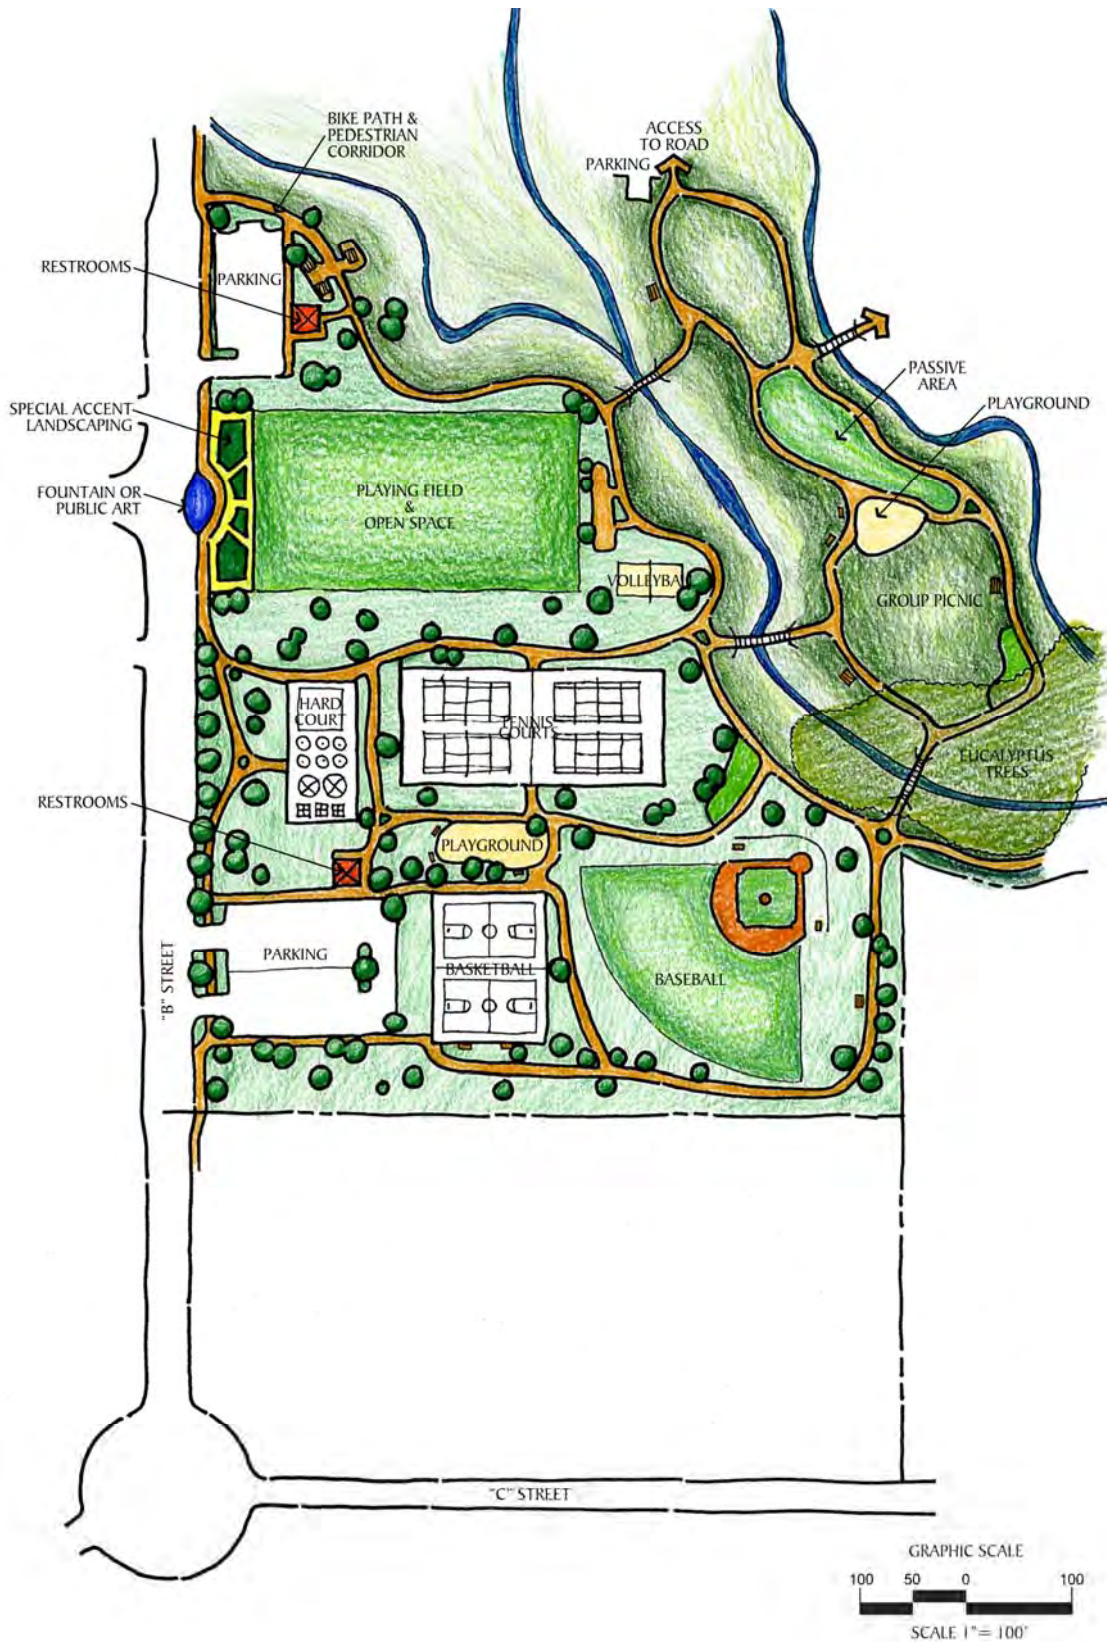 BIKE PATH &
PEDESTRIAN
CORRIDOR
ACCESS
TO ROAD
PARKING
RESTROOMS
PARKING
PASSIVE
AREA
PLAYGROUND
SPECIAL ACCENT
LANDSCAPING
FOUNTAIN OR
PUBLIC ART
PLAYING FIELD
&
OPEN SPACE
VOLLEYBALL
GROUP PICNIC
HARD
COURT
TENNIS
COURTS
EUCALYPTUS
TREES
RESTROOMS
PLAYGROUND
"B" STREET
PARKING
BASKETBALL
BASEBALL
"C" STREET
GRAPHIC SCALE
100 50 0 100
SCALE 1"= 100'